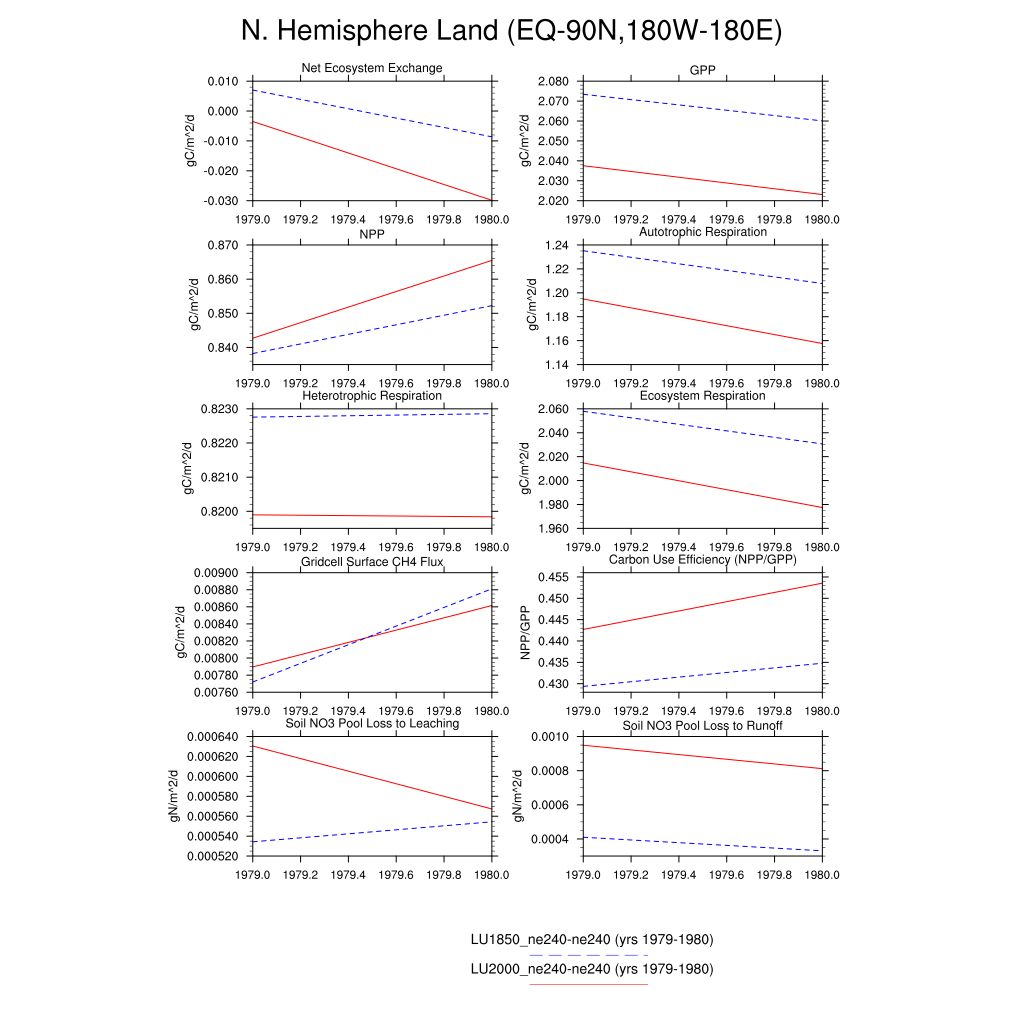 N. Hemisphere Land (EQ-90N,180W-180E)
Net Ecosystem Exchange
gC/m^2/d
0.010
0.000
-0.010
-0.020
-0.030
1979.0 1979.2 1979.4 1979.6 1979.8 1980.0
GPP
gC/m^2/d
2.080
2.070
2.060
2.050
2.040
2.030
2.020
1979.0 1979.2 1979.4 1979.6 1979.8 1980.0
NPP
gC/m^2/d
0.870
0.860
0.850
0.840
1979.0 1979.2 1979.4 1979.6 1979.8 1980.0
Autotrophic Respiration
gC/m^2/d
1.24
1.22
1.20
1.18
1.16
1.14
1979.0 1979.2 1979.4 1979.6 1979.8 1980.0
Heterotrophic Respiration
gC/m^2/d
0.8230
0.8220
0.8210
0.8200
1979.0 1979.2 1979.4 1979.6 1979.8 1980.0
Ecosystem Respiration
gC/m^2/d
2.060
2.040
2.020
2.000
1.980
1.960
1979.0 1979.2 1979.4 1979.6 1979.8 1980.0
Gridcell Surface CH4 Flux
gC/m^2/d
0.00900
0.00880
0.00860
0.00840
0.00820
0.00800
0.00780
0.00760
1979.0 1979.2 1979.4 1979.6 1979.8 1980.0
Carbon Use Efficiency (NPP/GPP)
NPP/GPP
0.455
0.450
0.445
0.440
0.435
0.430
1979.0 1979.2 1979.4 1979.6 1979.8 1980.0
Soil NO3 Pool Loss to Leaching
gN/m^2/d
0.000640
0.000620
0.000600
0.000580
0.000560
0.000540
0.000520
1979.0 1979.2 1979.4 1979.6 1979.8 1980.0
Soil NO3 Pool Loss to Runoff
gN/m^2/d
0.0010
0.0008
0.0006
0.0004
1979.0 1979.2 1979.4 1979.6 1979.8 1980.0
LU1850_ne240-ne240 (yrs 1979-1980)
LU2000_ne240-ne240 (yrs 1979-1980)